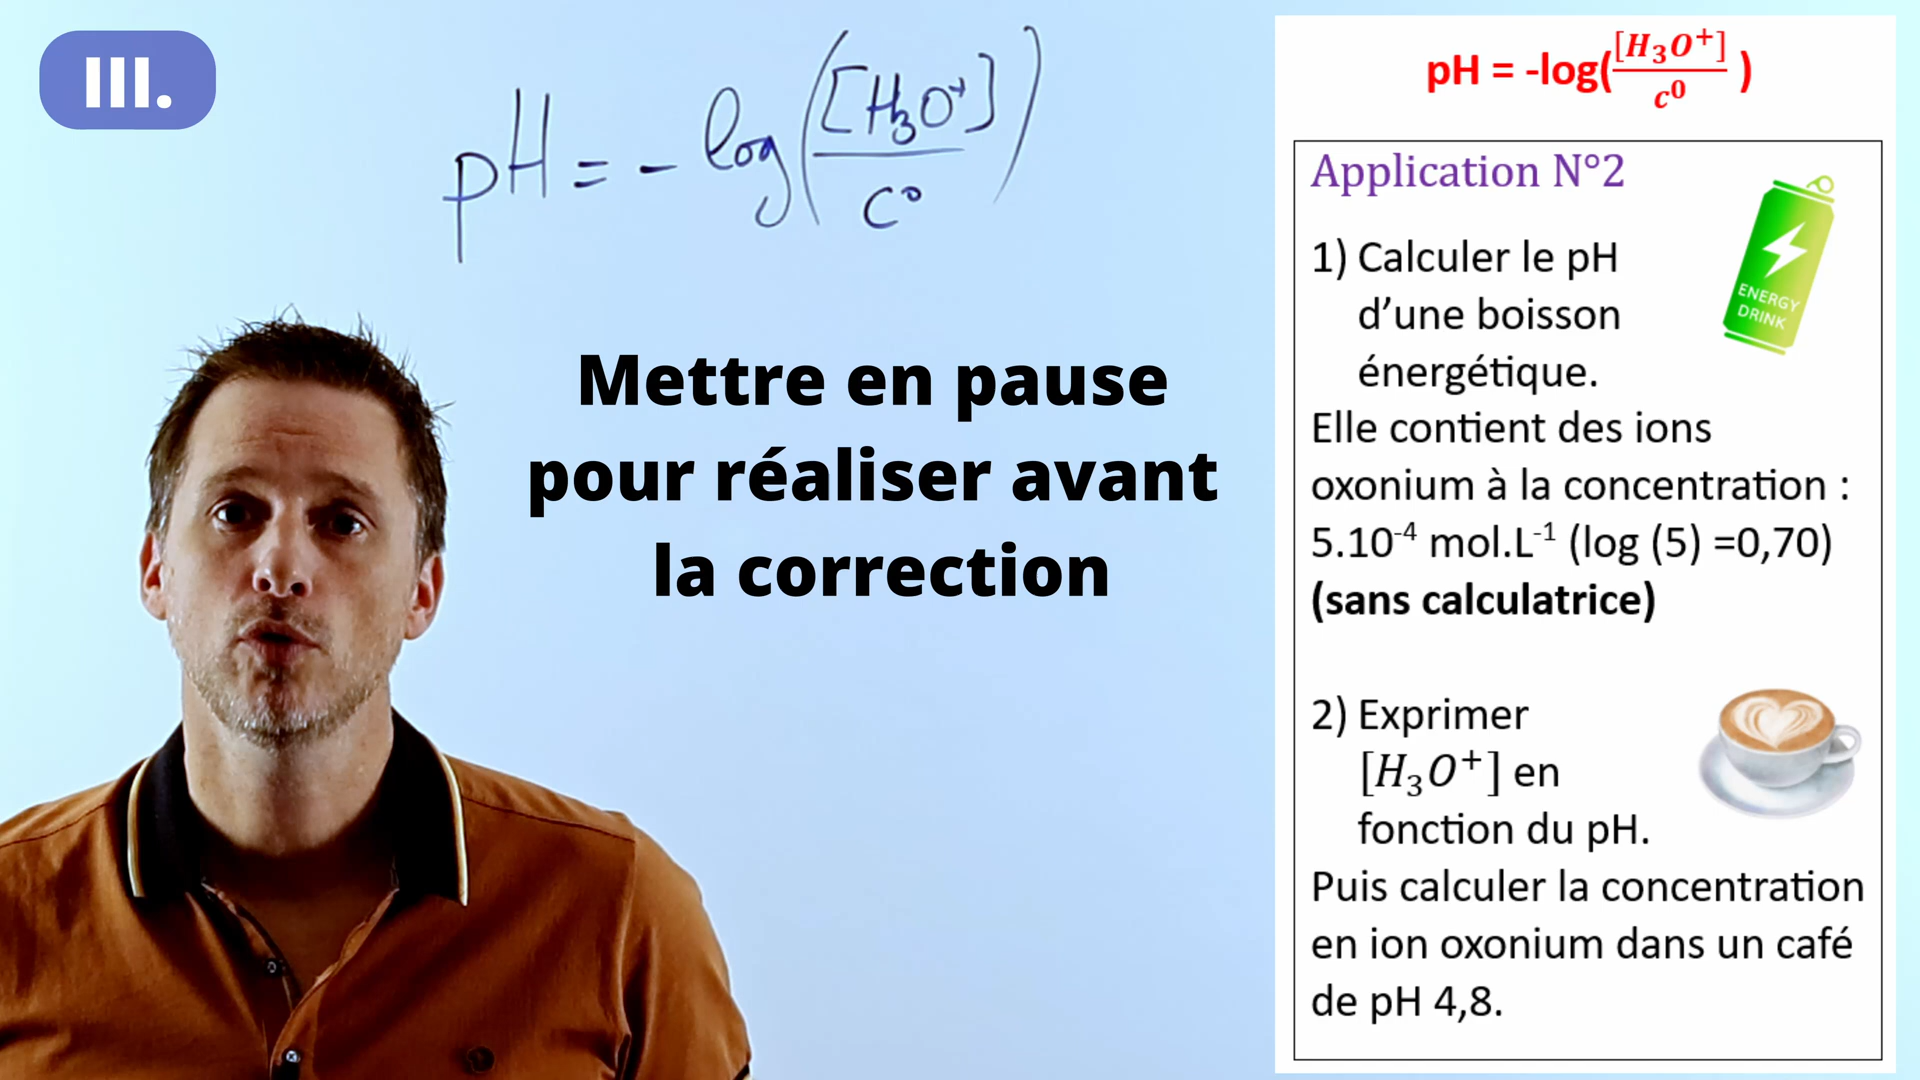 III.
pH = - log([H₃O⁺]/c⁰)
Mettre en pause
pour réaliser avant
la correction
pH = -log([H₃O⁺]/c⁰ )
Application N°2
1) Calculer le pH
d’une boisson
énergétique.
ENERGY
DRINK
Elle contient des ions
oxonium à la concentration :
5.10⁻⁴ mol.L⁻¹ (log (5) =0,70)
(sans calculatrice)
2) Exprimer
[H₃O⁺] en
fonction du pH.
Puis calculer la concentration
en ion oxonium dans un café
de pH 4,8.